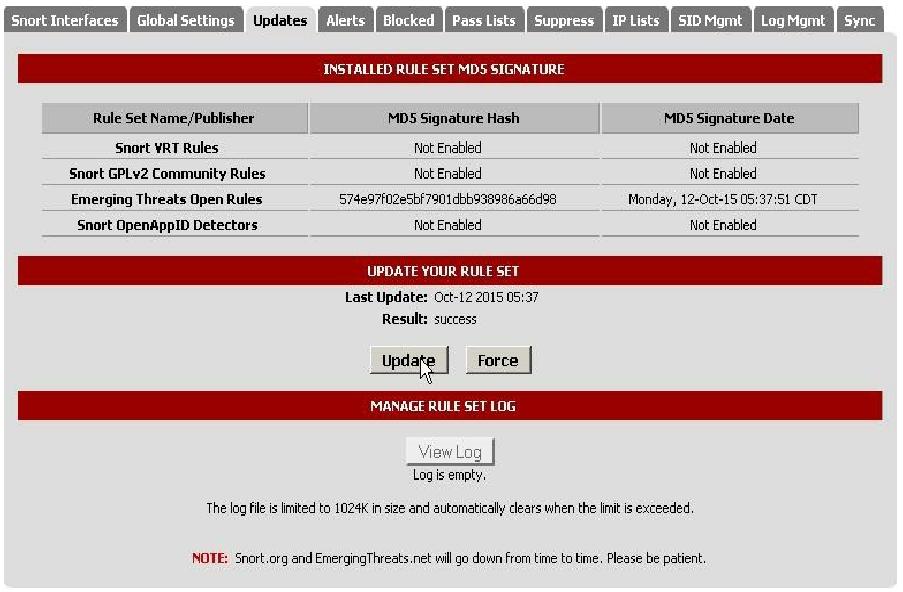 Snort Interfaces Global Settings Updates Alerts Blocked Pass Lists Suppress IP Lists SID Mgmt Log Mgmt Sync
INSTALLED RULE SET MD5 SIGNATURE
Rule Set Name/Publisher MD5 Signature Hash MD5 Signature Date
Snort VRT Rules Not Enabled Not Enabled
Snort GPLv2 Community Rules Not Enabled Not Enabled
Emerging Threats Open Rules 574e97f02e5bf7901dbb938986a66d98 Monday, 12-Oct-15 05:37:51 CDT
Snort OpenAppID Detectors Not Enabled Not Enabled
UPDATE YOUR RULE SET
Last Update: Oct-12 2015 05:37
Result: success
Update Force
MANAGE RULE SET LOG
View Log
Log is empty.
The log file is limited to 1024K in size and automatically clears when the limit is exceeded.
NOTE: Snort.org and EmergingThreats.net will go down from time to time. Please be patient.